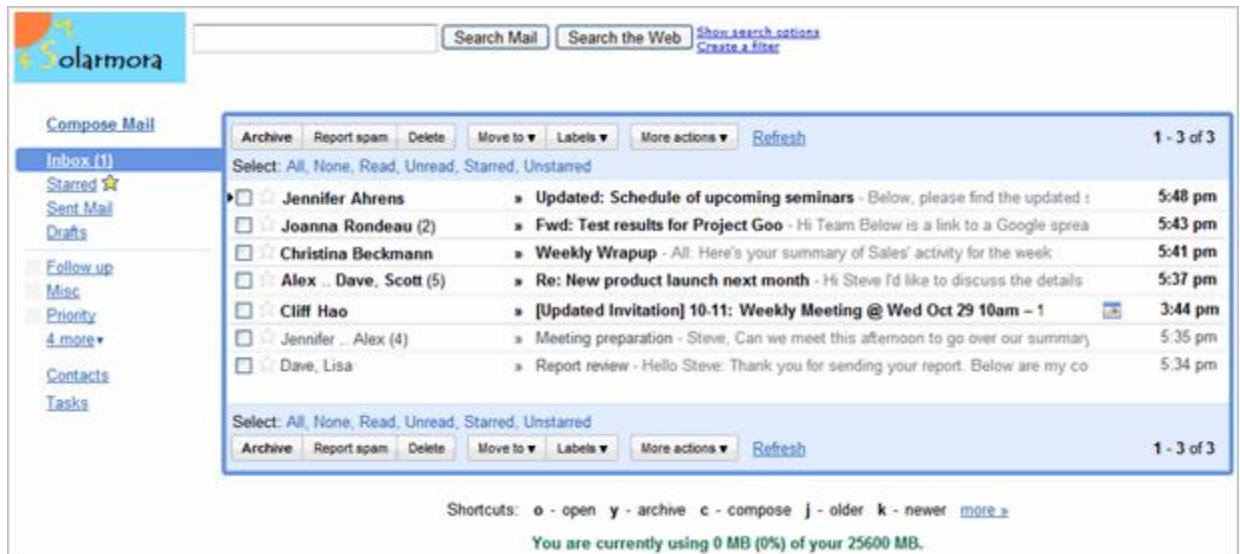 Solarmora
Search Mail Search the Web Show search options
Create a filter
Compose Mail
Inbox (1)
Starred
Sent Mail
Drafts
Follow up
Misc
Priority
4 more▾
Contacts
Tasks
Archive Report spam Delete Move to ▾ Labels ▾ More actions ▾ Refresh 1 - 3 of 3
Select: All, None, Read, Unread, Starred, Unstarred
Jennifer Ahrens » Updated: Schedule of upcoming seminars - Below, please find the updated s 5:48 pm
Joanna Rondeau (2) » Fwd: Test results for Project Goo - Hi Team Below is a link to a Google sprea 5:43 pm
Christina Beckmann » Weekly Wrapup - All: Here's your summary of Sales' activity for the week 5:41 pm
Alex .. Dave, Scott (5) » Re: New product launch next month - Hi Steve I'd like to discuss the details 5:37 pm
Cliff Hao » [Updated Invitation] 10-11: Weekly Meeting @ Wed Oct 29 10am – 1 3:44 pm
Jennifer .. Alex (4) » Meeting preparation - Steve, Can we meet this afternoon to go over our summary 5:35 pm
Dave, Lisa » Report review - Hello Steve: Thank you for sending your report. Below are my co 5:34 pm
Select: All, None, Read, Unread, Starred, Unstarred
Archive Report spam Delete Move to ▾ Labels ▾ More actions ▾ Refresh 1 - 3 of 3
Shortcuts: o - open y - archive c - compose j - older k - newer more »
You are currently using 0 MB (0%) of your 25600 MB.